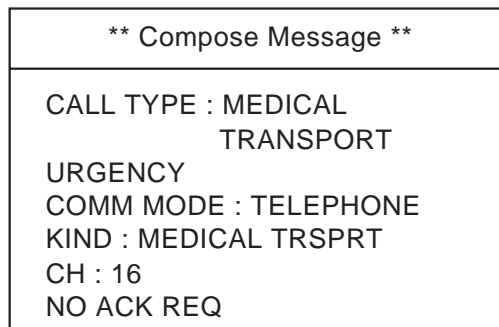 ** Compose Message **
CALL TYPE : MEDICAL
TRANSPORT
URGENCY
COMM MODE : TELEPHONE
KIND : MEDICAL TRSPRT
CH : 16
NO ACK REQ